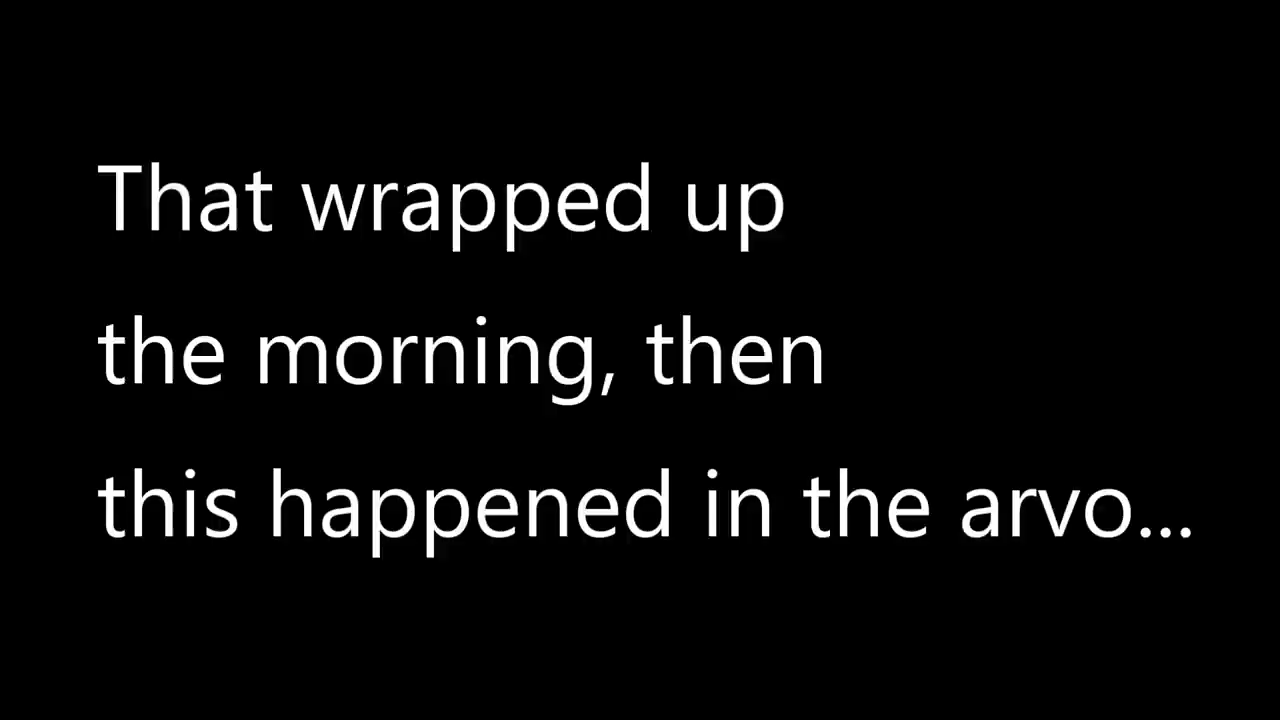 That wrapped up
the morning, then
this happened in the arvo...